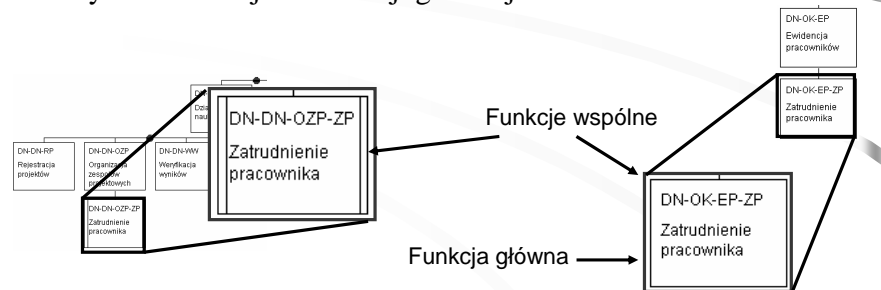 DN-OK-EP
Ewidencja
pracowników
DN-OK-EP-ZP
Zatrudnienie
pracownika
DN-DN-OZP-ZP
Zatrudnienie
pracownika
Funkcje wspólne
DN-DN-RP
Rejestracja
projektów
DN-DN-OZP
Organizacja
zespołów
projektowych
DN-DN-WW
Weryfikacja
wyników
DN-DN-OZP-ZP
Zatrudnienie
pracownika
DN-OK-EP-ZP
Zatrudnienie
pracownika
Funkcja główna